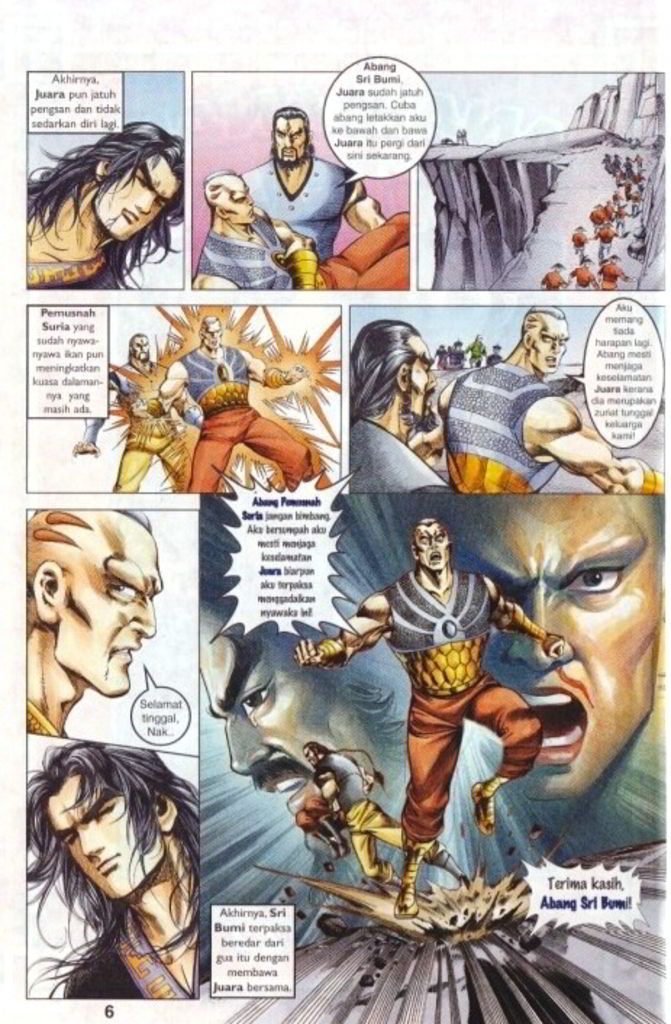 Akhirnya,
Juara pun jatuh
pengsan dan tidak
sedarkan diri lagi.
Abang
Sri Bumi,
Juara sudah jatuh
pengsan. Cuba
abang letakkan aku
ke bawah dan bawa
Juara itu pergi dari
sini sekarang.
Pemusnah
Suria yang
sudah nyawa-
nyawa ikan pun
meningkatkan
kuasa dalaman-
nya yang
masih ada.
Aku
memang
tiada
harapan lagi.
Abang mesti
menjaga
keselamatan
Juara kerana
dia merupakan
zuriat tunggal
keluarga
kami!
Abang Pemusnah
Suria jangan bimbang.
Aku bersumpah aku
mesti menjaga
keselamatan
Juara biarpun
aku terpaksa
menggadaikan
nyawaku ini!
Selamat
tinggal,
Nak..
Akhirnya, Sri
Bumi terpaksa
beredar dari
gua itu dengan
membawa
Juara bersama.
Terima kasih,
Abang Sri Bumi!
6